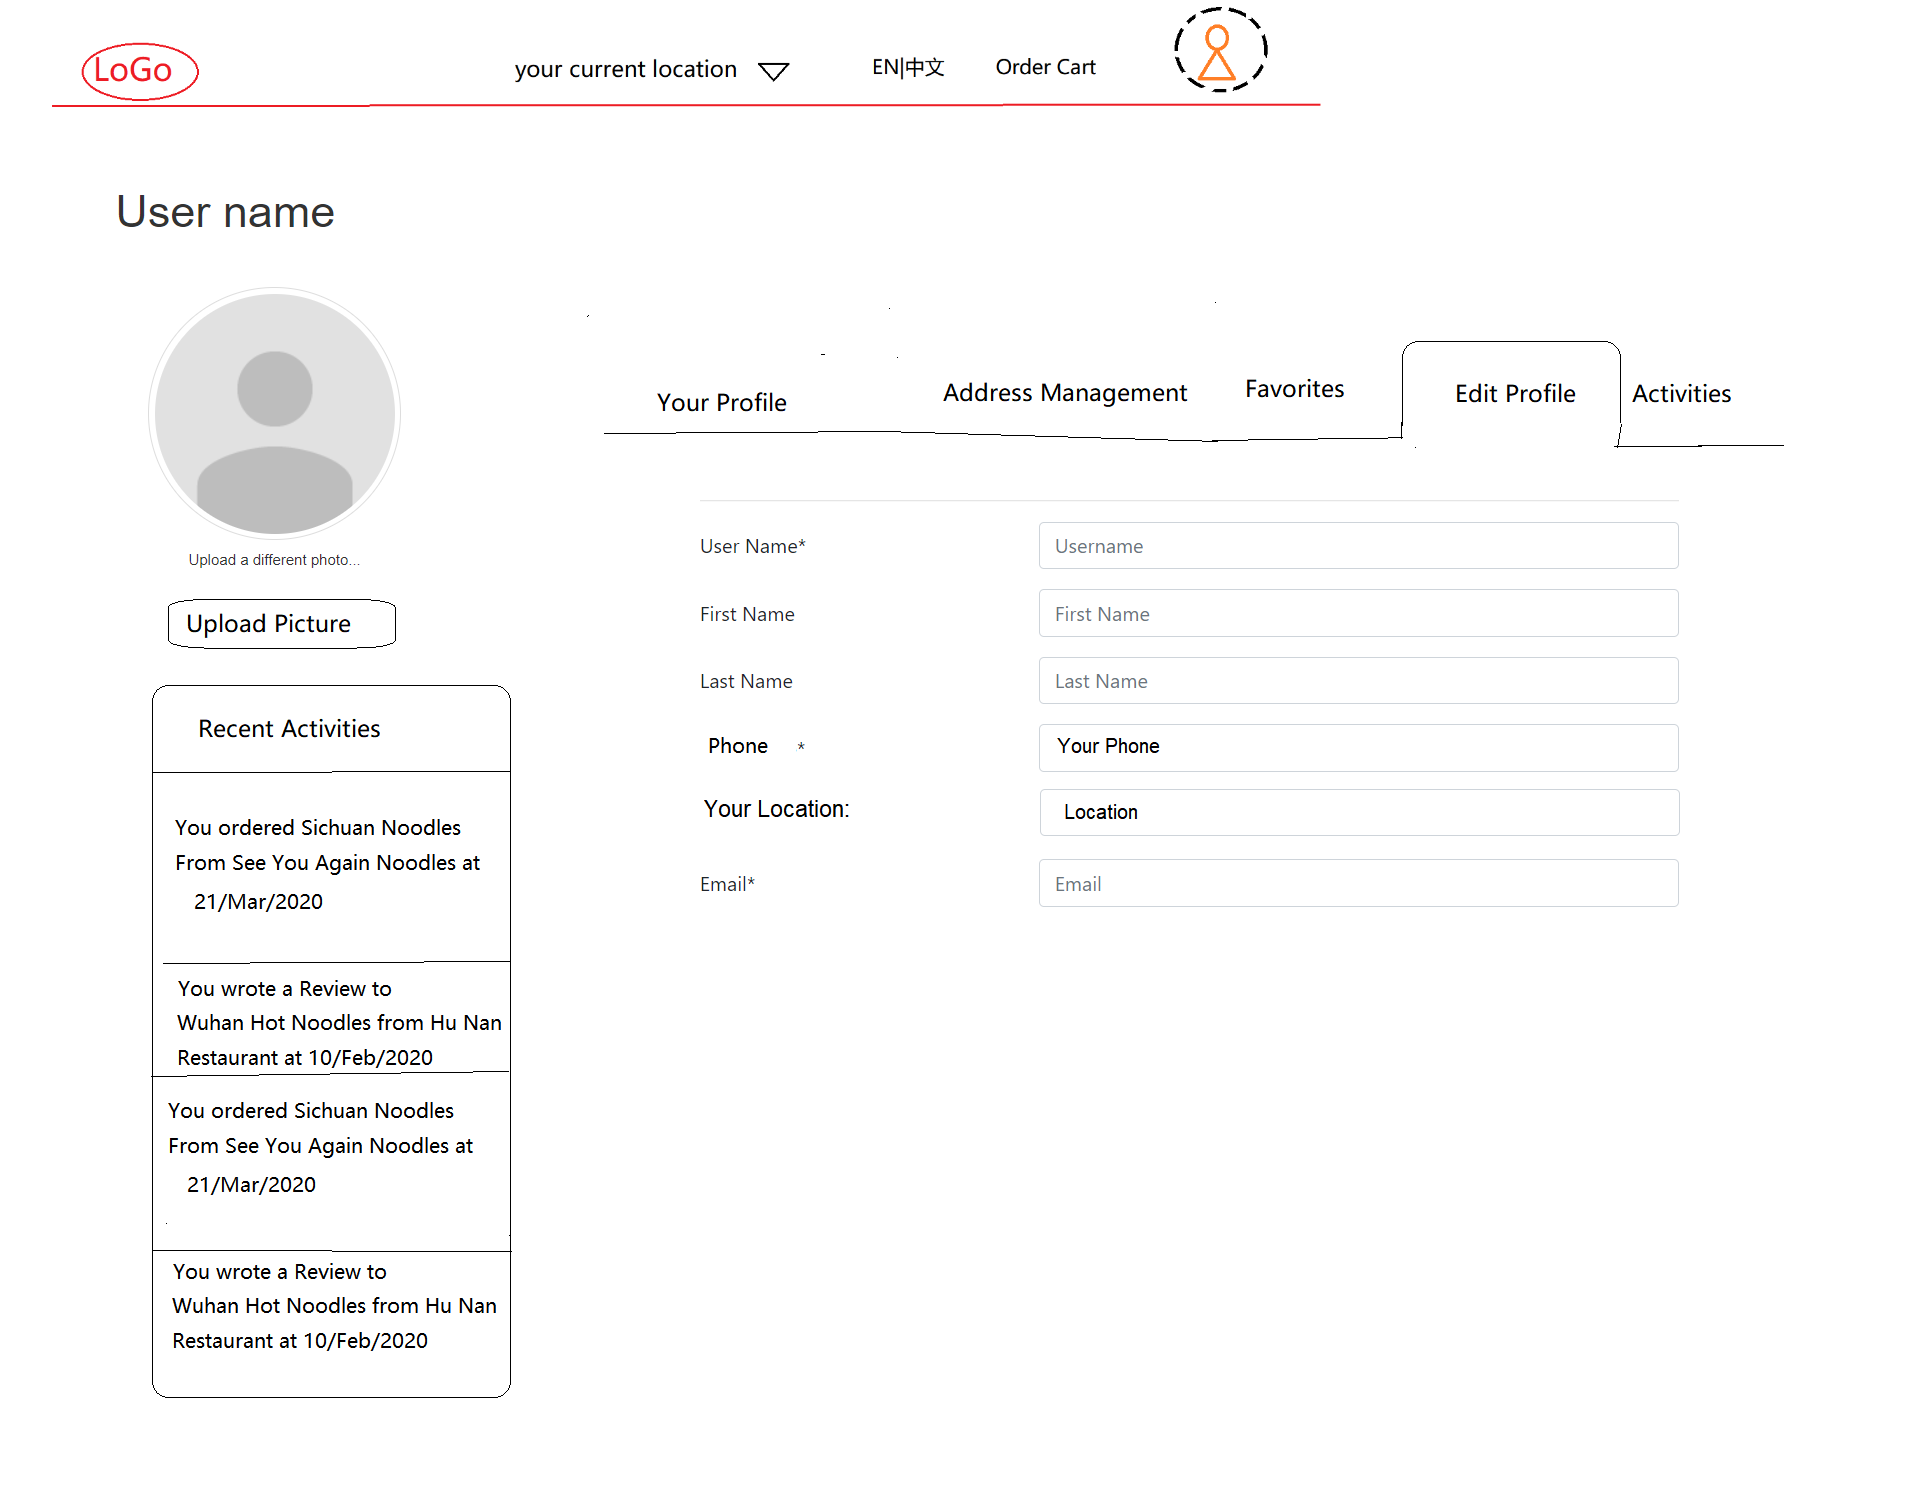 LoGo
your current location
EN|中文
Order Cart
User name
Your Profile
Address Management
Favorites
Edit Profile
Activities
Upload a different photo...
Upload Picture
User Name*
Username
First Name
First Name
Last Name
Last Name
Phone *
Your Phone
Your Location:
Location
Email*
Email
Recent Activities
You ordered Sichuan Noodles
From See You Again Noodles at
21/Mar/2020
You wrote a Review to
Wuhan Hot Noodles from Hu Nan
Restaurant at 10/Feb/2020
You ordered Sichuan Noodles
From See You Again Noodles at
21/Mar/2020
You wrote a Review to
Wuhan Hot Noodles from Hu Nan
Restaurant at 10/Feb/2020